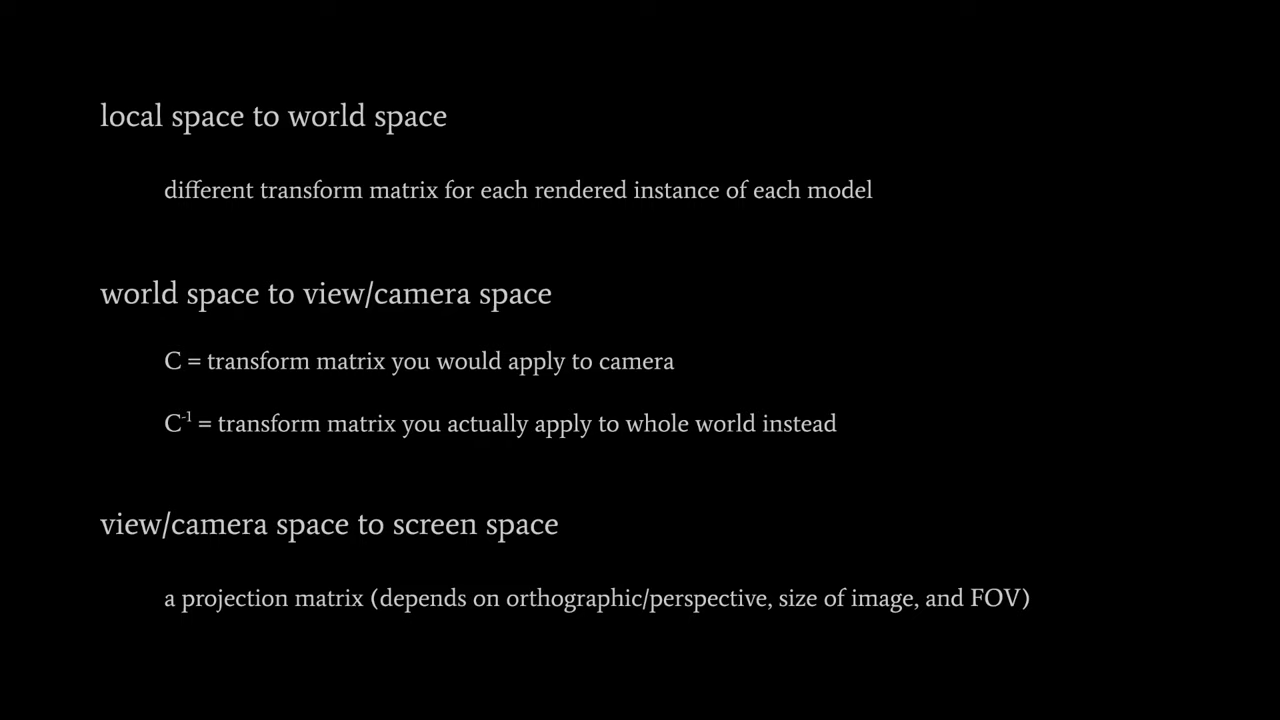 local space to world space
different transform matrix for each rendered instance of each model
world space to view/camera space
C = transform matrix you would apply to camera
C⁻¹ = transform matrix you actually apply to whole world instead
view/camera space to screen space
a projection matrix (depends on orthographic/perspective, size of image, and FOV)